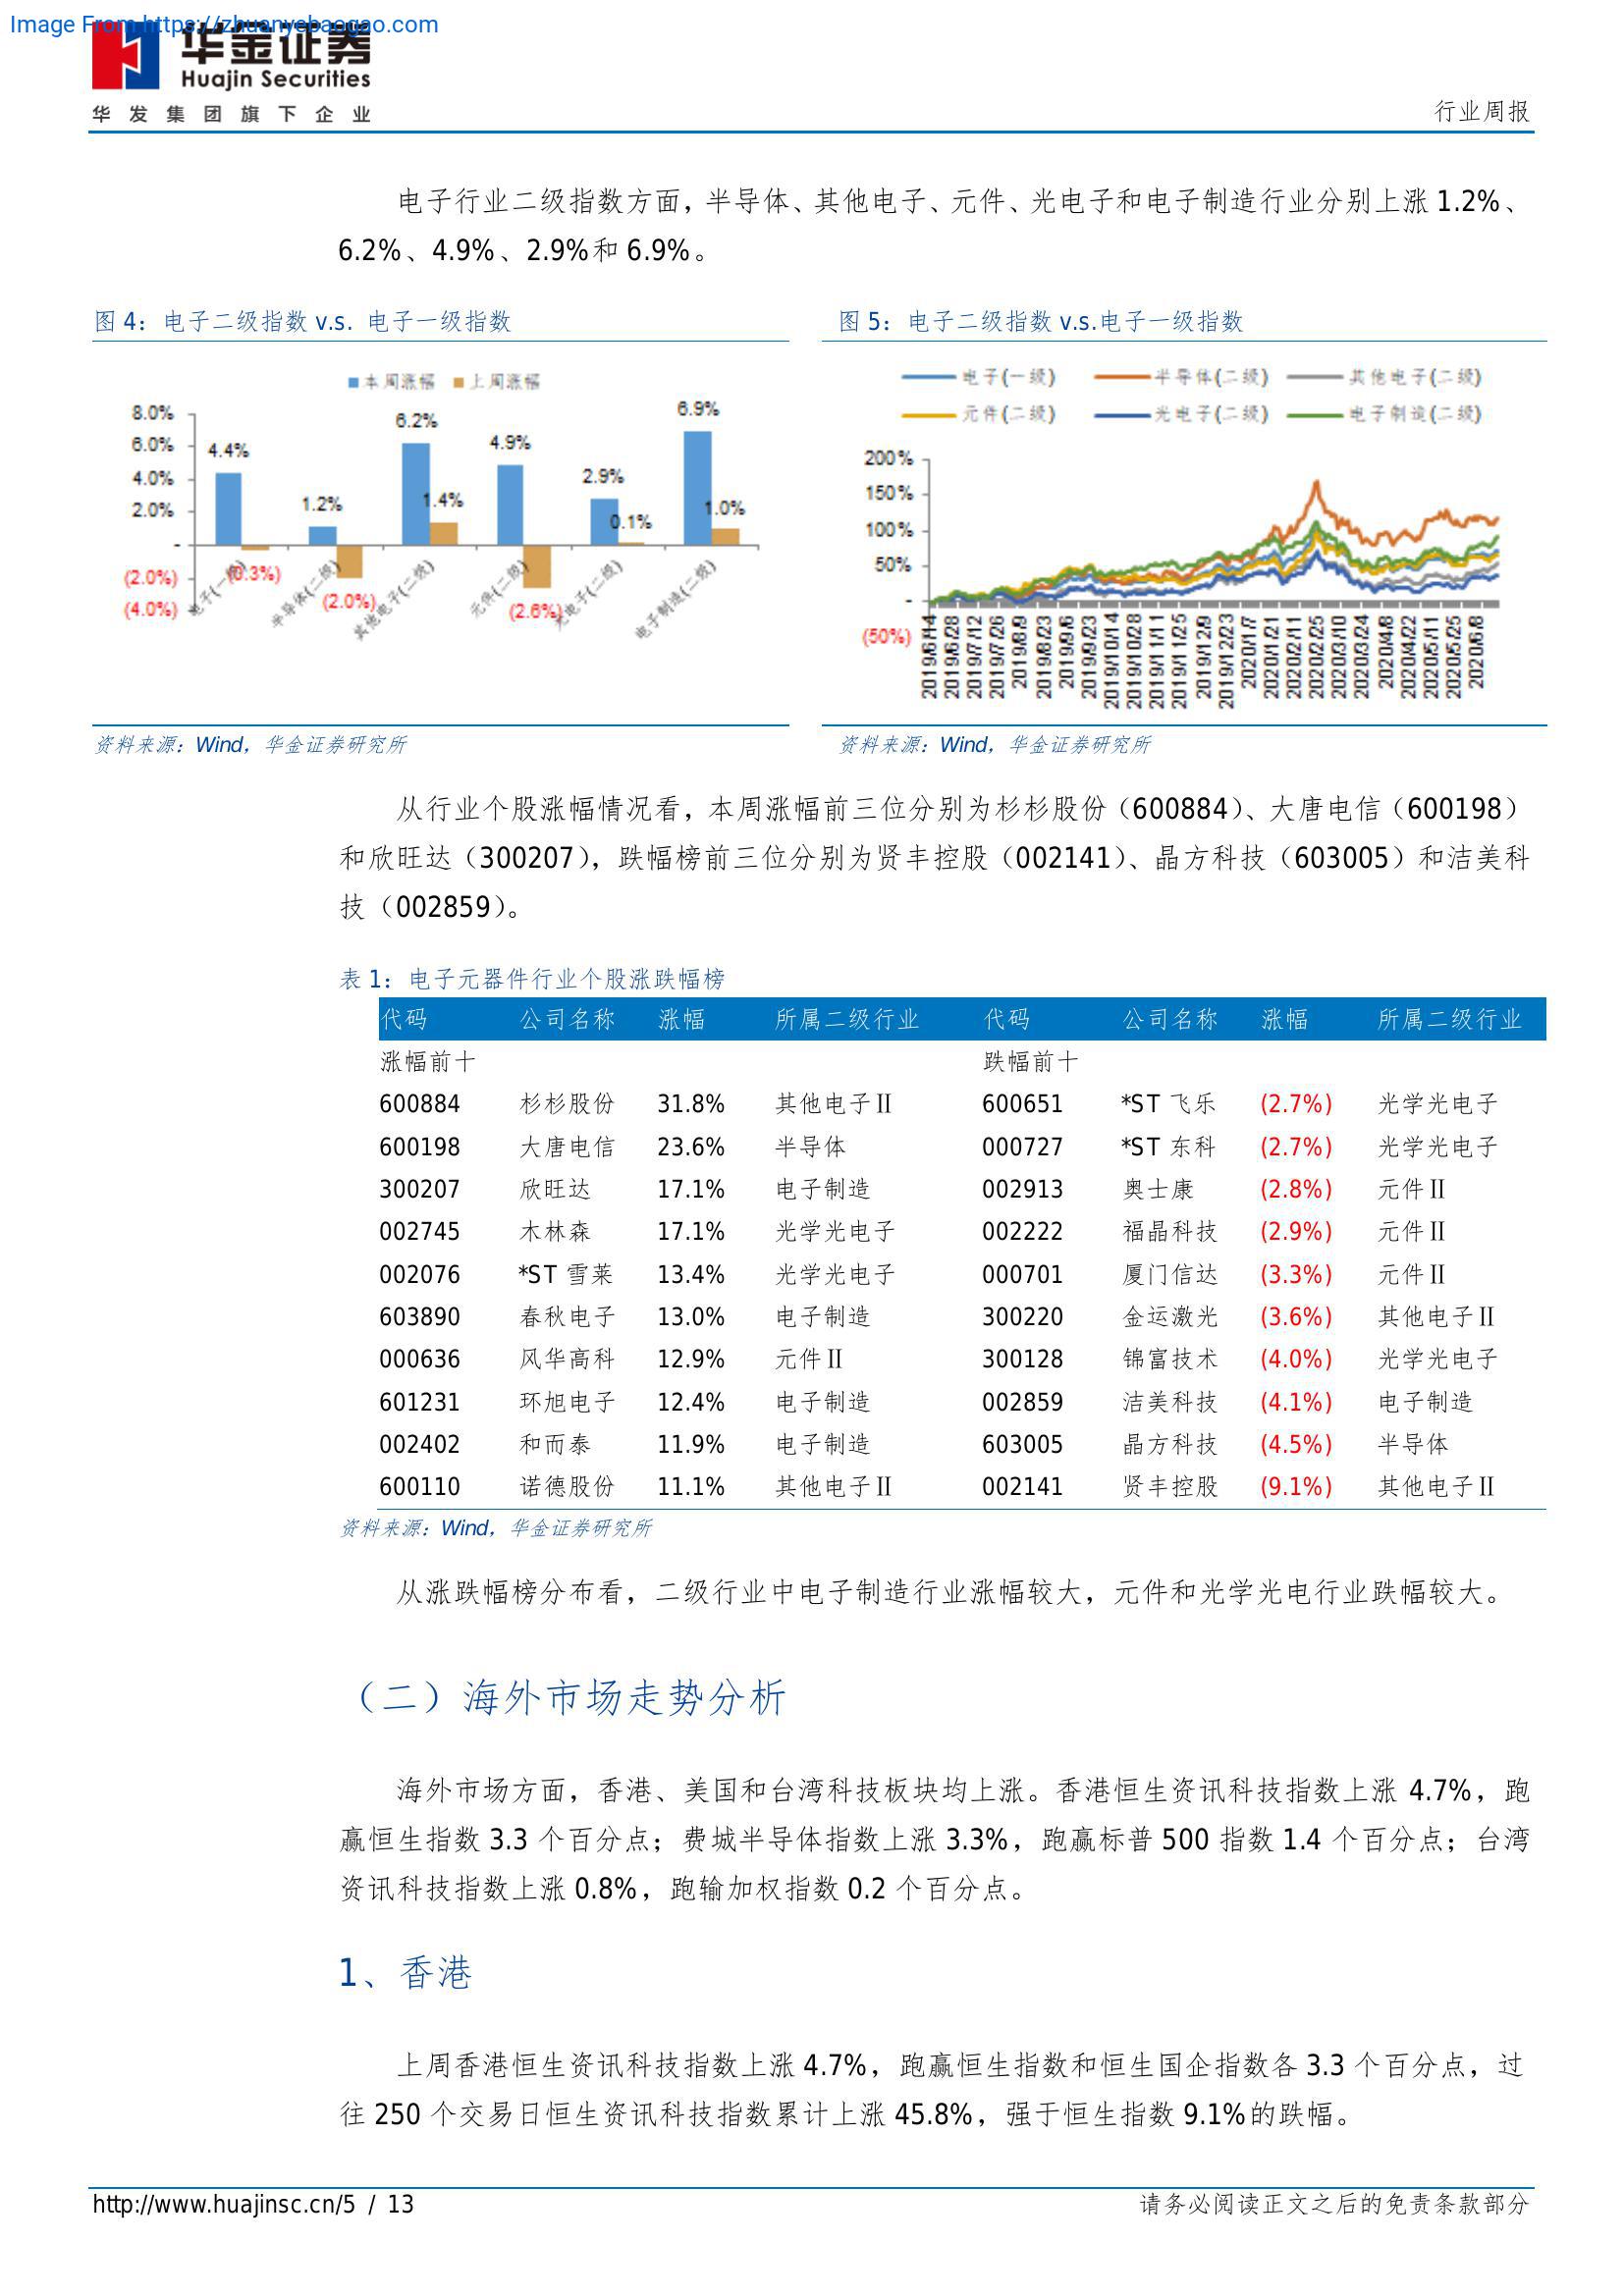 Image From https://zhuanyebaogao.com
华金证券
Huajin Securities
华发集团旗下企业
行业周报
电子行业二级指数方面，半导体、其他电子、元件、光电子和电子制造行业分别上涨 1.2%、
6.2%、4.9%、2.9%和 6.9%。
图 4：电子二级指数 v.s. 电子一级指数
本周涨幅 上周涨幅
8.0%
6.0%
4.0%
2.0%
-
(2.0%)
(4.0%)
4.4% 1.2% 6.2% 4.9% 2.9% 6.9%
(0.3%) (2.0%) 1.4% (2.6%) 0.1% 1.0%
电子(一级) 半导体(二级) 其他电子(二级) 元件(二级) 光电子(二级) 电子制造(二级)
资料来源：Wind，华金证券研究所
图 5：电子二级指数 v.s.电子一级指数
电子(一级) 半导体(二级) 其他电子(二级)
元件(二级) 光电子(二级) 电子制造(二级)
200%
150%
100%
50%
-
(50%)
2019/6/14 2019/6/28 2019/7/12 2019/7/26 2019/8/9 2019/8/23 2019/9/6 2019/9/23 2019/10/14 2019/10/28 2019/11/11 2019/11/25 2019/12/9 2019/12/23 2020/1/7 2020/1/21 2020/2/11 2020/2/25 2020/3/10 2020/3/24 2020/4/8 2020/4/22 2020/5/11 2020/5/25 2020/6/8
资料来源：Wind，华金证券研究所
从行业个股涨幅情况看，本周涨幅前三位分别为杉杉股份（600884）、大唐电信（600198）
和欣旺达（300207），跌幅榜前三位分别为贤丰控股（002141）、晶方科技（603005）和洁美科
技（002859）。
表 1：电子元器件行业个股涨跌幅榜
代码 公司名称 涨幅 所属二级行业 代码 公司名称 涨幅 所属二级行业
涨幅前十 跌幅前十
600884 杉杉股份 31.8% 其他电子Ⅱ 600651 *ST 飞乐 (2.7%) 光学光电子
600198 大唐电信 23.6% 半导体 000727 *ST 东科 (2.7%) 光学光电子
300207 欣旺达 17.1% 电子制造 002913 奥士康 (2.8%) 元件Ⅱ
002745 木林森 17.1% 光学光电子 002222 福晶科技 (2.9%) 元件Ⅱ
002076 *ST 雪莱 13.4% 光学光电子 000701 厦门信达 (3.3%) 元件Ⅱ
603890 春秋电子 13.0% 电子制造 300220 金运激光 (3.6%) 其他电子Ⅱ
000636 风华高科 12.9% 元件Ⅱ 300128 锦富技术 (4.0%) 光学光电子
601231 环旭电子 12.4% 电子制造 002859 洁美科技 (4.1%) 电子制造
002402 和而泰 11.9% 电子制造 603005 晶方科技 (4.5%) 半导体
600110 诺德股份 11.1% 其他电子Ⅱ 002141 贤丰控股 (9.1%) 其他电子Ⅱ
资料来源：Wind，华金证券研究所
从涨跌幅榜分布看，二级行业中电子制造行业涨幅较大，元件和光学光电行业跌幅较大。
（二）海外市场走势分析
海外市场方面，香港、美国和台湾科技板块均上涨。香港恒生资讯科技指数上涨 4.7%，跑
赢恒生指数 3.3 个百分点；费城半导体指数上涨 3.3%，跑赢标普 500 指数 1.4 个百分点；台湾
资讯科技指数上涨 0.8%，跑输加权指数 0.2 个百分点。
1、香港
上周香港恒生资讯科技指数上涨 4.7%，跑赢恒生指数和恒生国企指数各 3.3 个百分点，过
往 250 个交易日恒生资讯科技指数累计上涨 45.8%，强于恒生指数 9.1%的跌幅。
http://www.huajinsc.cn/5 / 13
请务必阅读正文之后的免责条款部分